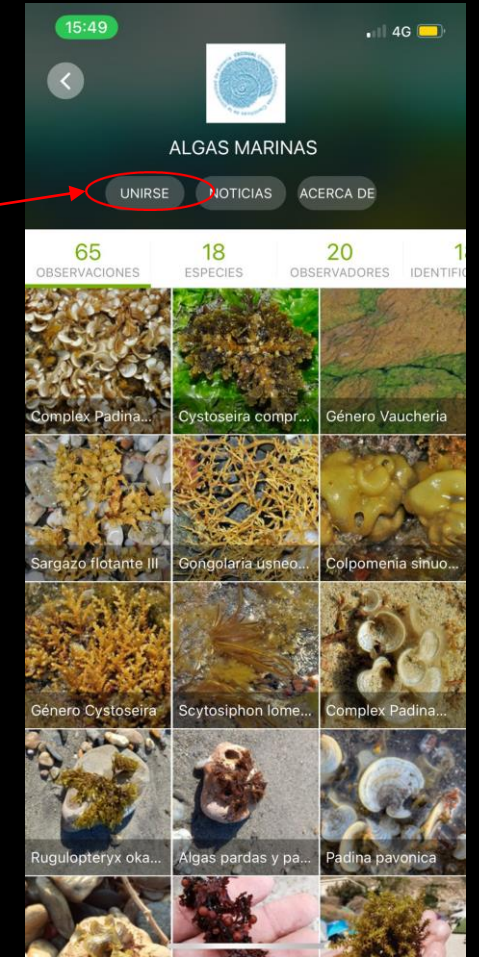 15:49
4G
ALGAS MARINAS
UNIRSE
NOTICIAS
ACERCA DE
65
18
20
OBSERVACIONES
ESPECIES
OBSERVADORES
IDENTIFIC
Complex Padina...
Cystoseira compr...
Género Vaucheria
Sargazo flotante III
Gongolaria usneo...
Colpomenia sinuo...
Género Cystoseira
Scytosiphon lome...
Complex Padina...
Rugulopteryx oka...
Algas pardas y pa...
Padina pavonica